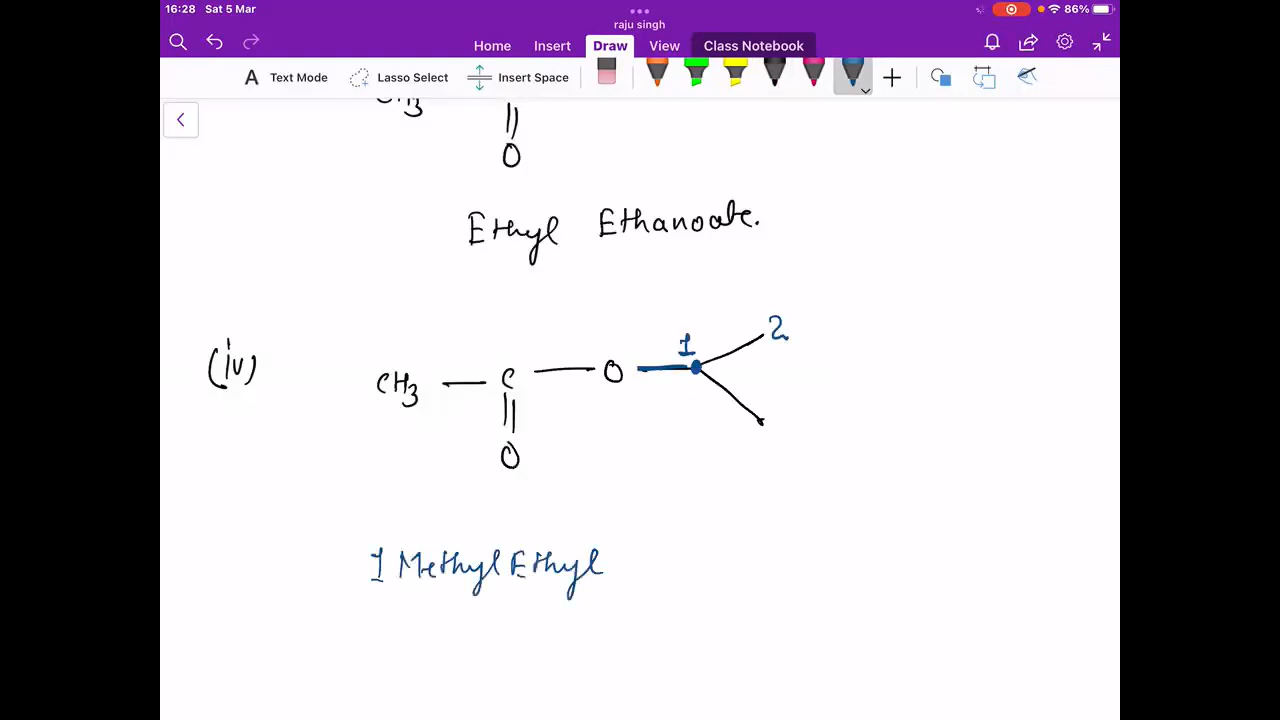 16:28 Sat 5 Mar
86%
raju singh
Home Insert Draw View Class Notebook
A Text Mode Lasso Select Insert Space
CH3
O
Ethyl Ethanoate.
(iv)
CH3 C O 1 2
O
1 Methyl Ethyl